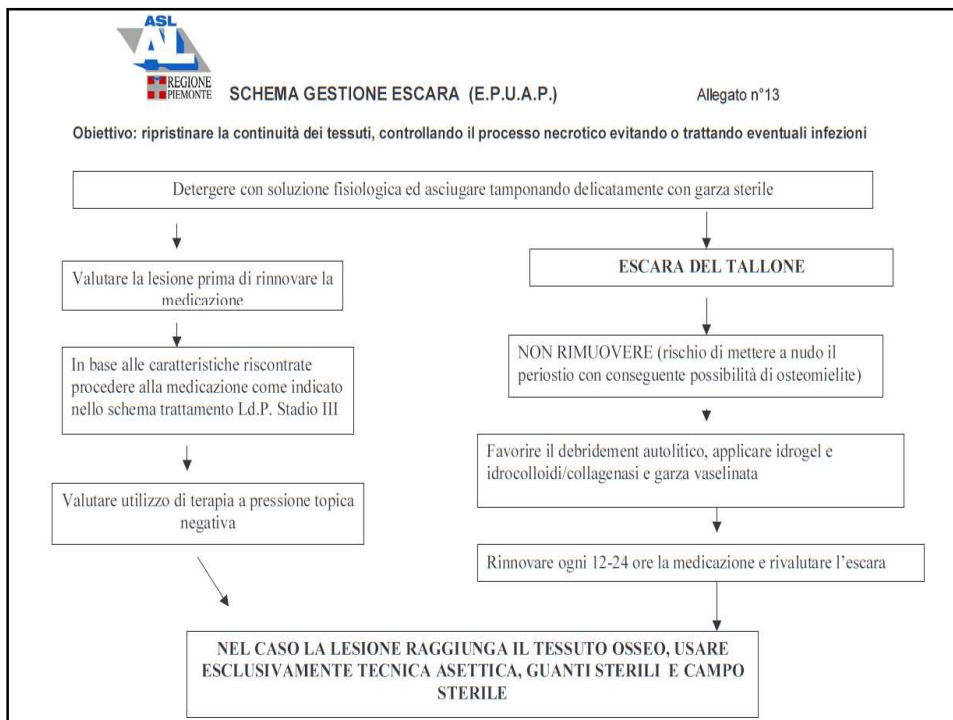 ASL
AL
REGIONE
PIEMONTE
SCHEMA GESTIONE ESCARA (E.P.U.A.P.)
Allegato n°13
Obiettivo: ripristinare la continuità dei tessuti, controllando il processo necrotico evitando o trattando eventuali infezioni
Detergere con soluzione fisiologica ed asciugare tamponando delicatamente con garza sterile
Valutare la lesione prima di rinnovare la
medicazione
In base alle caratteristiche riscontrate
procedere alla medicazione come indicato
nello schema trattamento Ld.P. Stadio III
Valutare utilizzo di terapia a pressione topica
negativa
ESCARA DEL TALLONE
NON RIMUOVERE (rischio di mettere a nudo il
periostio con conseguente possibilità di osteomielite)
Favorire il debridement autolitico, applicare idrogel e
idrocolloidi/collagenasi e garza vaselinata
Rinnovare ogni 12-24 ore la medicazione e rivalutare l'escara
NEL CASO LA LESIONE RAGGIUNGA IL TESSUTO OSSEO, USARE
ESCLUSIVAMENTE TECNICA ASETTICA, GUANTI STERILI E CAMPO
STERILE